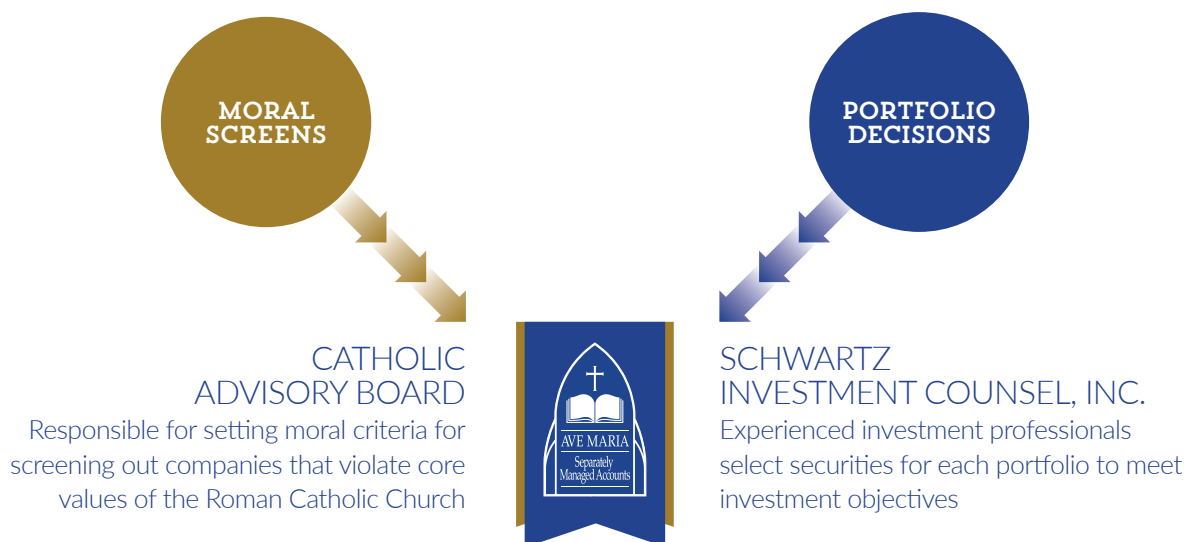 MORAL
SCREENS
PORTFOLIO
DECISIONS
CATHOLIC
ADVISORY BOARD
Responsible for setting moral criteria for
screening out companies that violate core
values of the Roman Catholic Church
AVE MARIA
Separately
Managed Accounts
SCHWARTZ
INVESTMENT COUNSEL, INC.
Experienced investment professionals
select securities for each portfolio to meet
investment objectives